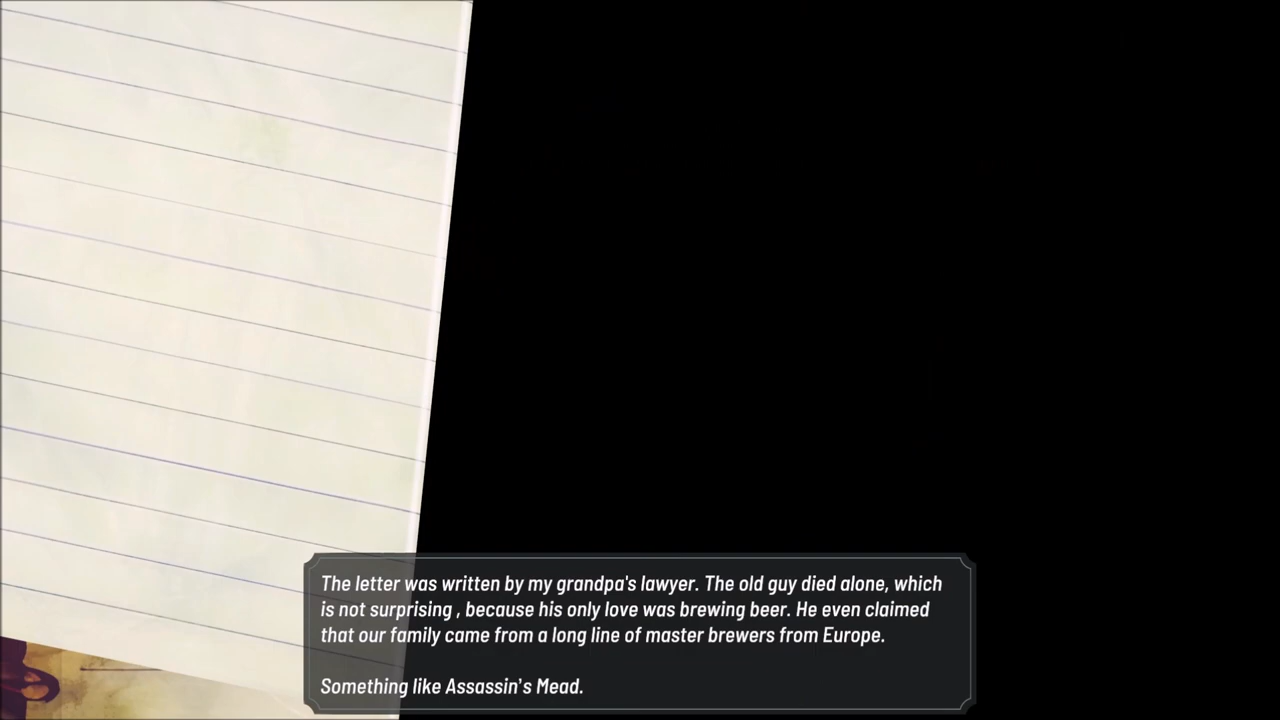 The letter was written by my grandpa's lawyer. The old guy died alone, which
is not surprising , because his only love was brewing beer. He even claimed
that our family came from a long line of master brewers from Europe.
Something like Assassin's Mead.